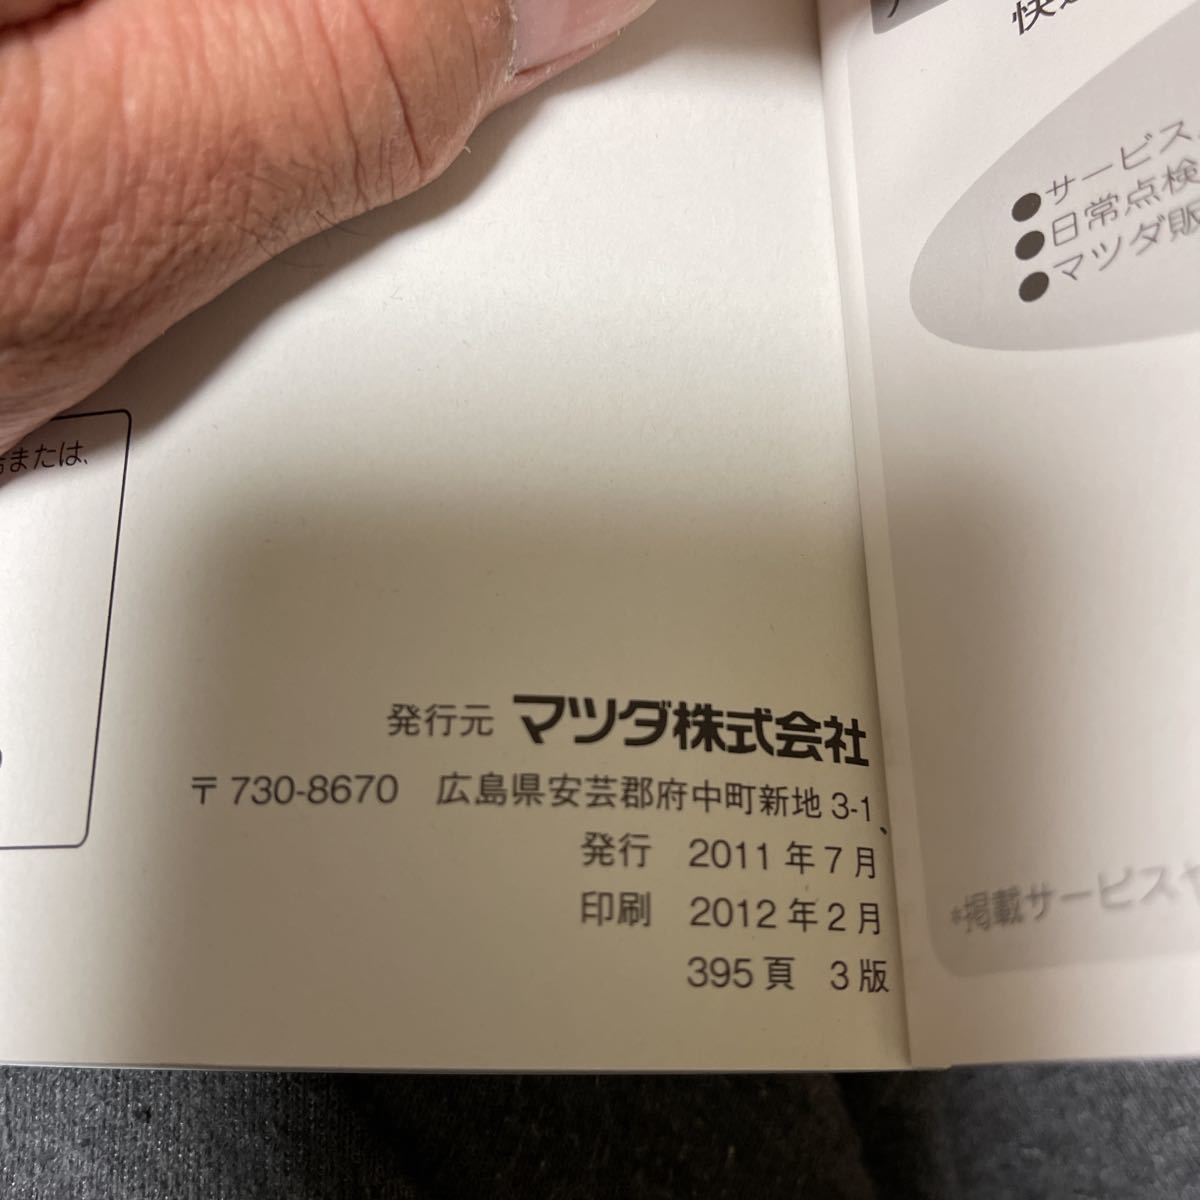 または、
発行元 マツダ株式会社
〒730-8670 広島県安芸郡府中町新地 3-1、
発行 2011 年 7 月
印刷 2012 年 2 月
395 頁 3 版
快
●サービス
●日常点検
●マツダ販
*掲載サービスや